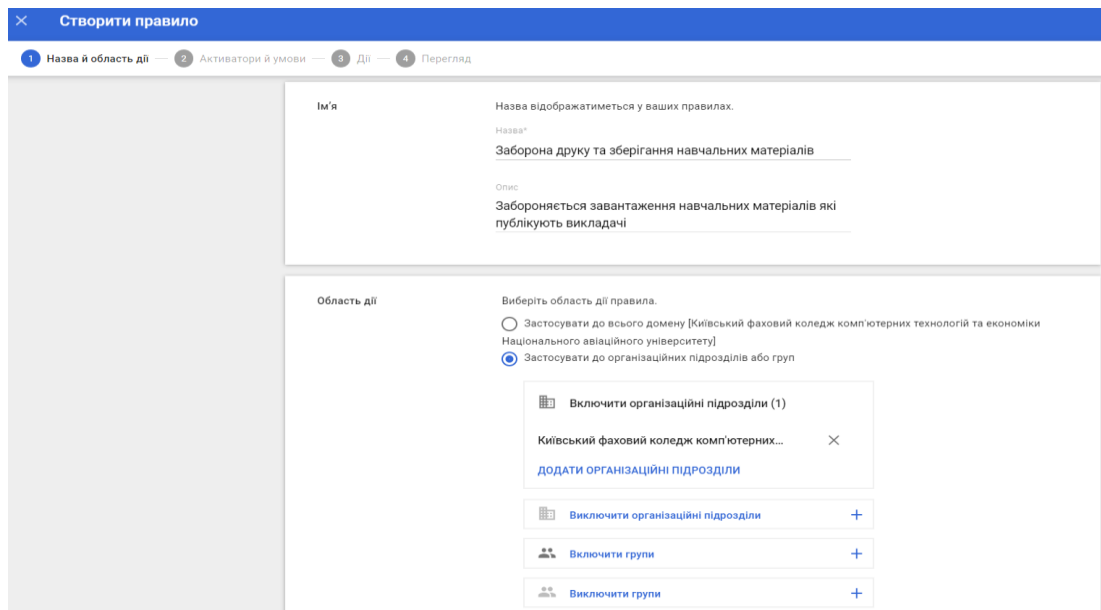 Створити правило
1 Назва й область дії 2 Активатори й умови 3 Дії 4 Перегляд
Ім'я
Назва відображатиметься у ваших правилах.
Назва*
Заборона друку та зберігання навчальних матеріалів
Опис
Забороняється завантаження навчальних матеріалів які
публікують викладачі
Область дії
Виберіть область дії правила.
Застосувати до всього домену [Київський фаховий коледж комп'ютерних технологій та економіки
Національного авіаційного університету]
Застосувати до організаційних підрозділів або груп
Включити організаційні підрозділи (1)
Київський фаховий коледж комп'ютерних...
ДОДАТИ ОРГАНІЗАЦІЙНІ ПІДРОЗДІЛИ
Виключити організаційні підрозділи
Включити групи
Виключити групи